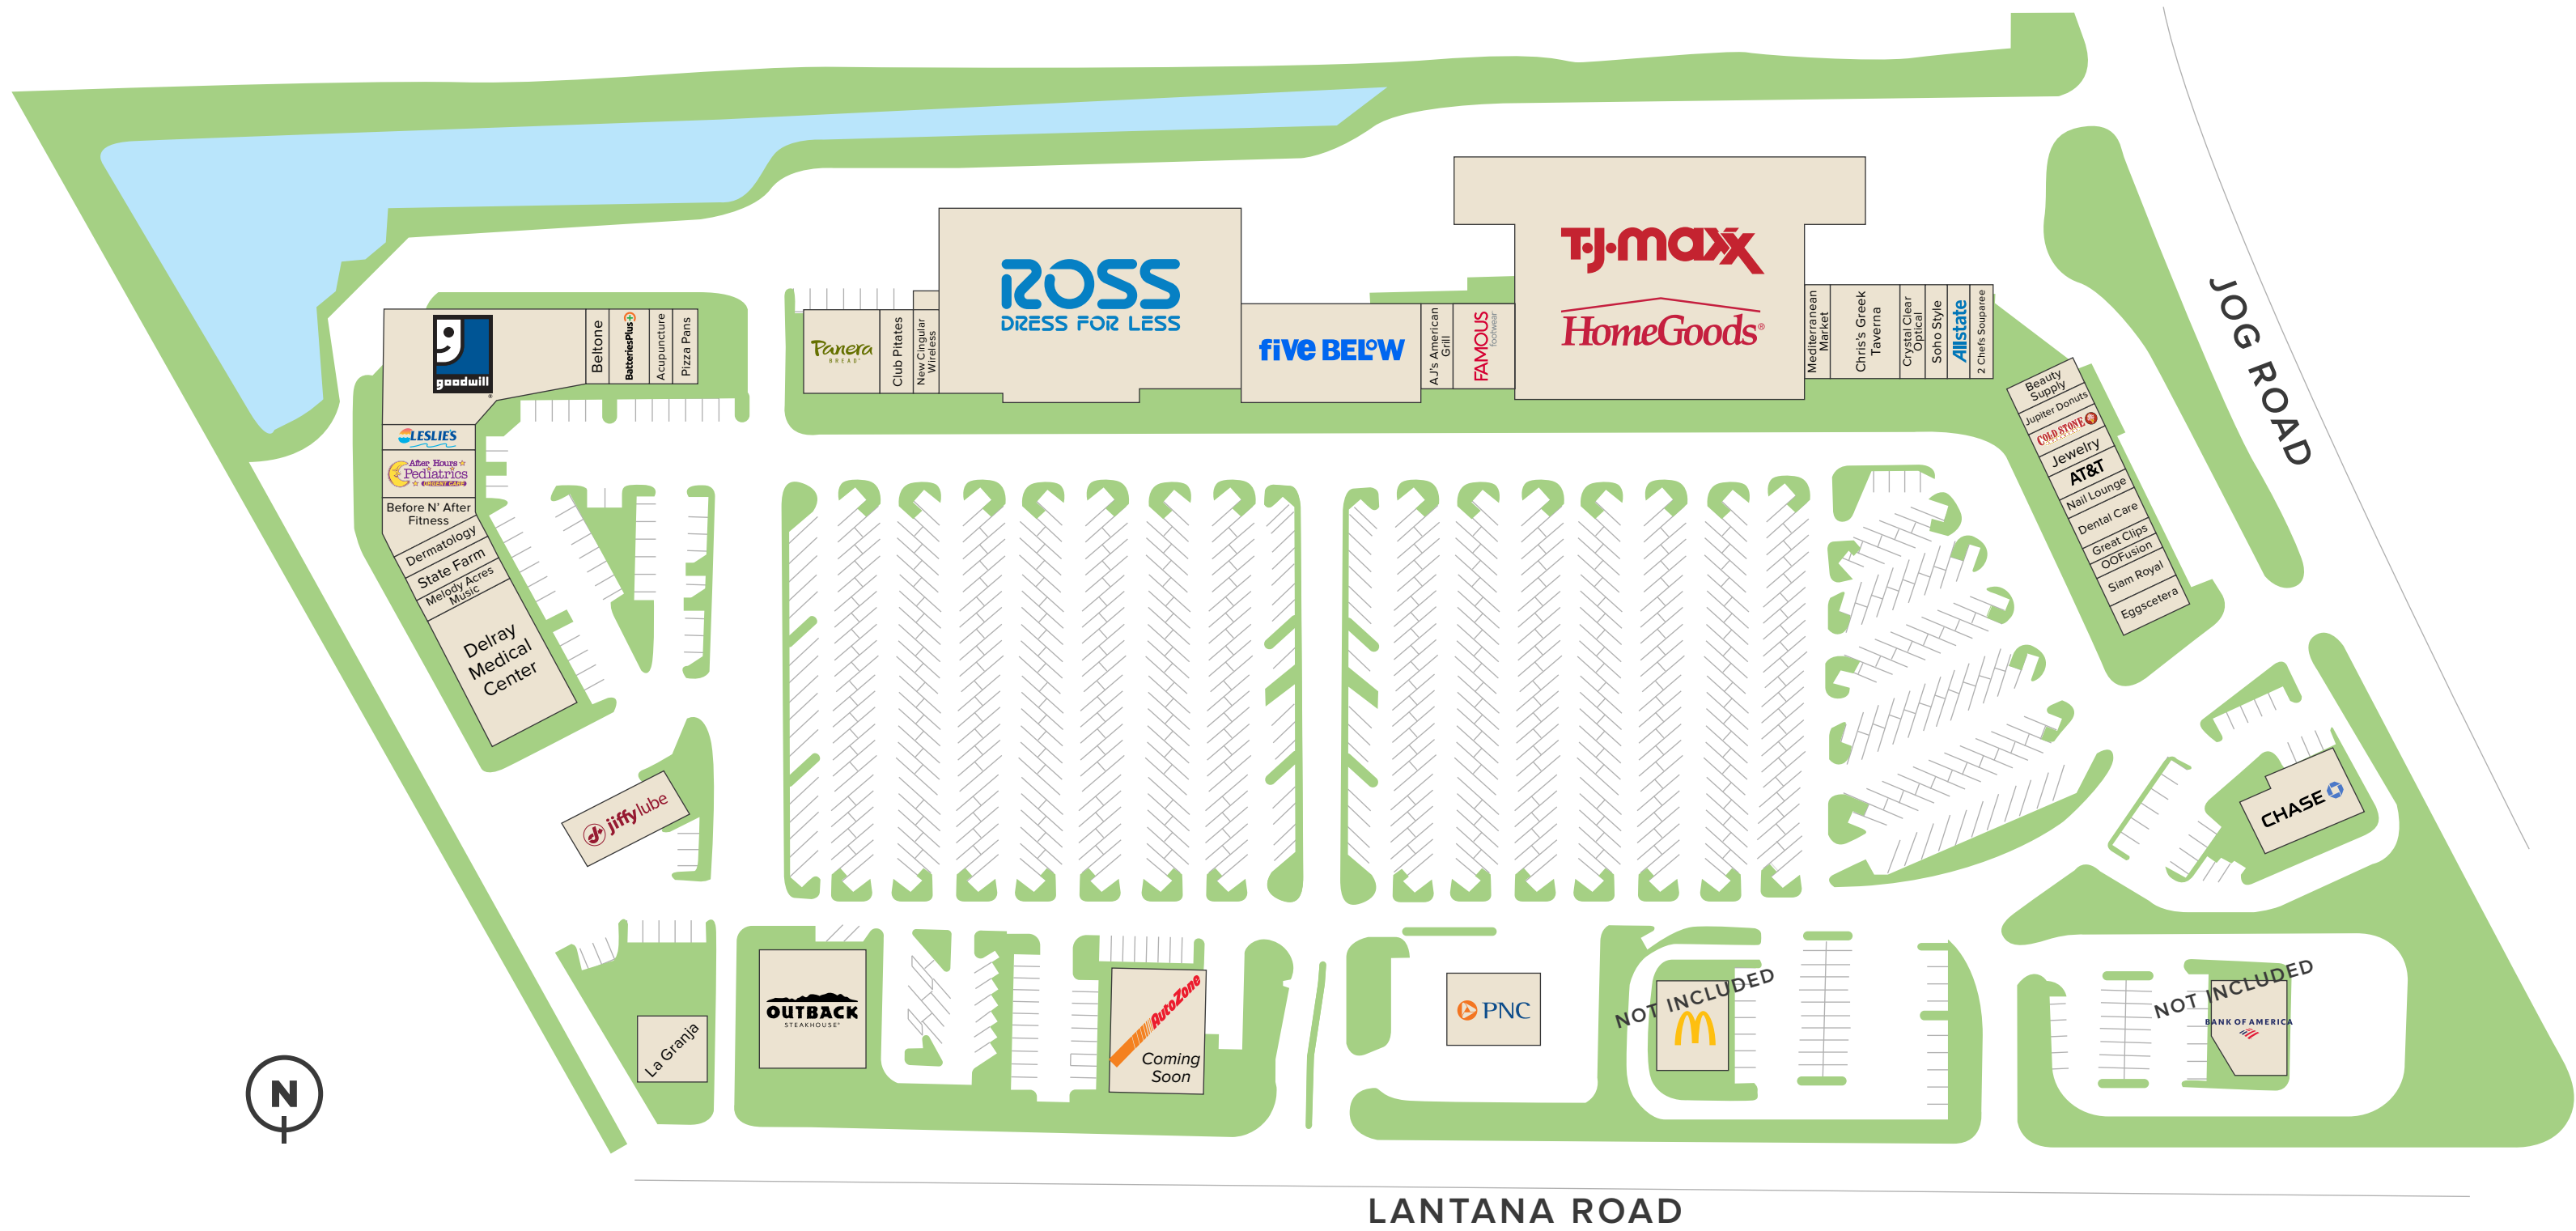 JOG ROAD
goodwill
Beltone
BatteriesPlus
Acupuncture
Pizza Pans
LESLIE'S
After Hours
Pediatrics
URGENT CARE
Before N' After
Fitness
Dermatology
State Farm
Melody Acres
Music
Delray
Medical
Center
Panera
BREAD®
Club Pitates
New Cingular
Wireless
ROSS
DRESS FOR LESS
five BELOW
AJ's American
Grill
FAMOUS
footwear
T.J.maxx
HomeGoods®
Mediterranean
Market
Chris's Greek
Taverna
Crystal Clear
Optical
Soho Style
Allstate
2 Chefs Souparee
Beauty
Supply
Jupiter Donuts
COLD STONE
Jewelry
AT&T
Nail Lounge
Dental Care
Great Clips
OOFusion
Siam Royal
Eggscetera
jiffylube
CHASE
La Granja
OUTBACK
STEAKHOUSE®
AutoZone
Coming
Soon
PNC
NOT INCLUDED
NOT INCLUDED
BANK OF AMERICA
N
LANTANA ROAD